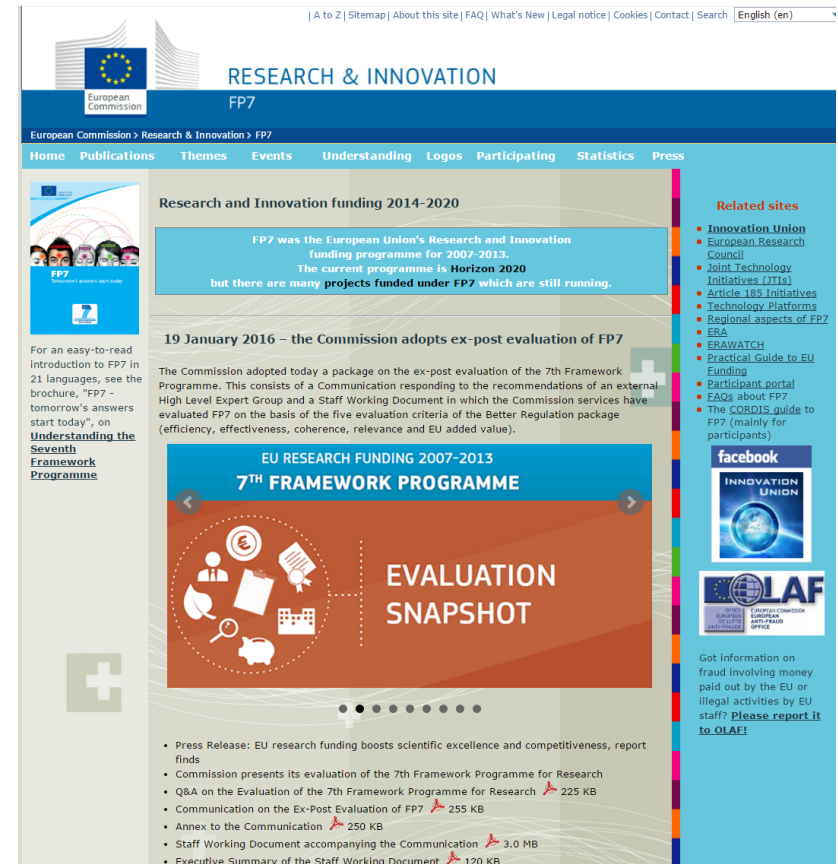 | A to Z | Sitemap | About this site | FAQ | What's New | Legal notice | Cookies | Contact | Search English (en)
European
Commission
RESEARCH & INNOVATION
FP7
European Commission > Research & Innovation > FP7
Home Publications Themes Events Understanding Logos Participating Statistics Press
FP7
Tomorrow's answers start today
For an easy-to-read
introduction to FP7 in
21 languages, see the
brochure, "FP7 -
tomorrow's answers
start today", on
Understanding the
Seventh
Framework
Programme
Research and Innovation funding 2014-2020
FP7 was the European Union's Research and Innovation
funding programme for 2007-2013.
The current programme is Horizon 2020
but there are many projects funded under FP7 which are still running.
19 January 2016 – the Commission adopts ex-post evaluation of FP7
The Commission adopted today a package on the ex-post evaluation of the 7th Framework
Programme. This consists of a Communication responding to the recommendations of an external
High Level Expert Group and a Staff Working Document in which the Commission services have
evaluated FP7 on the basis of the five evaluation criteria of the Better Regulation package
(efficiency, effectiveness, coherence, relevance and EU added value).
EU RESEARCH FUNDING 2007-2013
7TH FRAMEWORK PROGRAMME
EVALUATION
SNAPSHOT
• Press Release: EU research funding boosts scientific excellence and competitiveness, report
finds
• Commission presents its evaluation of the 7th Framework Programme for Research
• Q&A on the Evaluation of the 7th Framework Programme for Research 225 KB
• Communication on the Ex-Post Evaluation of FP7 255 KB
• Annex to the Communication 250 KB
• Staff Working Document accompanying the Communication 3.0 MB
• Executive Summary of the Staff Working Document 120 KB
Related sites
• Innovation Union
• European Research
Council
• Joint Technology
Initiatives (JTIs)
• Article 185 Initiatives
• Technology Platforms
• Regional aspects of FP7
• ERA
• ERAWATCH
• Practical Guide to EU
Funding
• Participant portal
• FAQs about FP7
• The CORDIS guide to
FP7 (mainly for
participants)
facebook
INNOVATION
UNION
OLAF
EUROPEAN COMMISSION
EUROPEAN
ANTI-FRAUD
OFFICE
Got information on
fraud involving money
paid out by the EU or
illegal activities by EU
staff? Please report it
to OLAF!